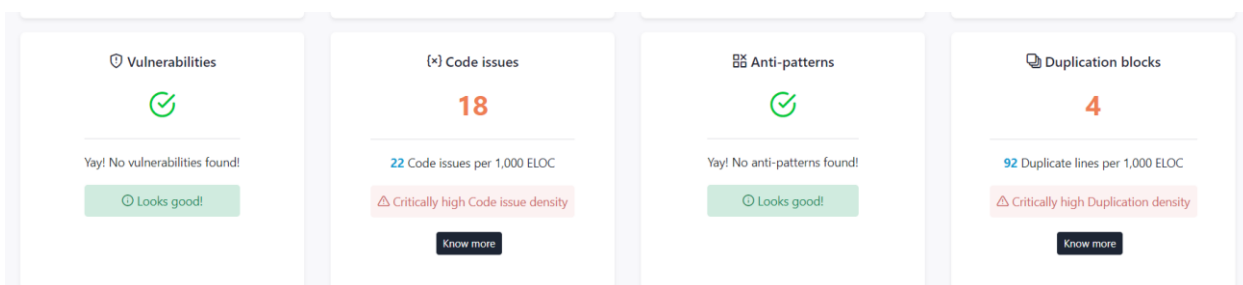 Vulnerabilities
Yay! No vulnerabilities found!
Looks good!
Code issues
18
22 Code issues per 1,000 ELOC
Critically high Code issue density
Know more
Anti-patterns
Yay! No anti-patterns found!
Looks good!
Duplication blocks
4
92 Duplicate lines per 1,000 ELOC
Critically high Duplication density
Know more